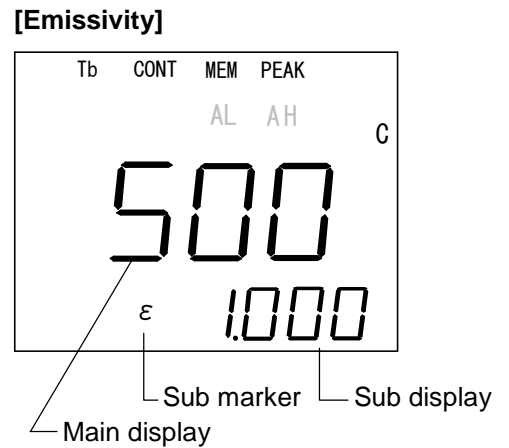 [Emissivity]
Tb CONT MEM PEAK
AL AH
C
500
ε 1.000
Sub marker Sub display
Main display